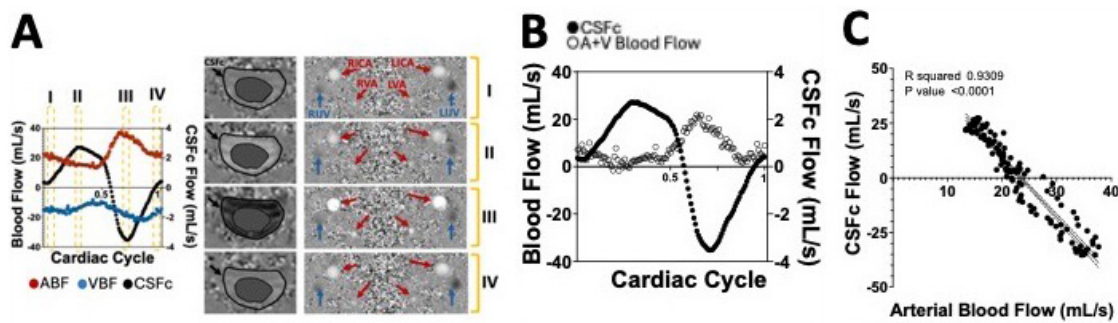 A
I II III IV
Blood Flow (mL/s)
40
20
0
-20
-40
0.5
1
4
2
0
-2
-4
CSFc Flow (mL/s)
Cardiac Cycle
ABF VBF CSFc
CSFc
RICA LICA
RVA LVA
RIJV LIJV
I
II
III
IV
B
CSFc
A+V Blood Flow
Blood Flow (mL/s)
40
20
0
-20
-40
0.5
1
4
2
0
-2
-4
CSFc Flow (mL/s)
Cardiac Cycle
C
R squared 0.9309
P value <0.0001
CSFc Flow (mL/s)
50
25
0
-25
-50
10 20 30 40
Arterial Blood Flow (mL/s)